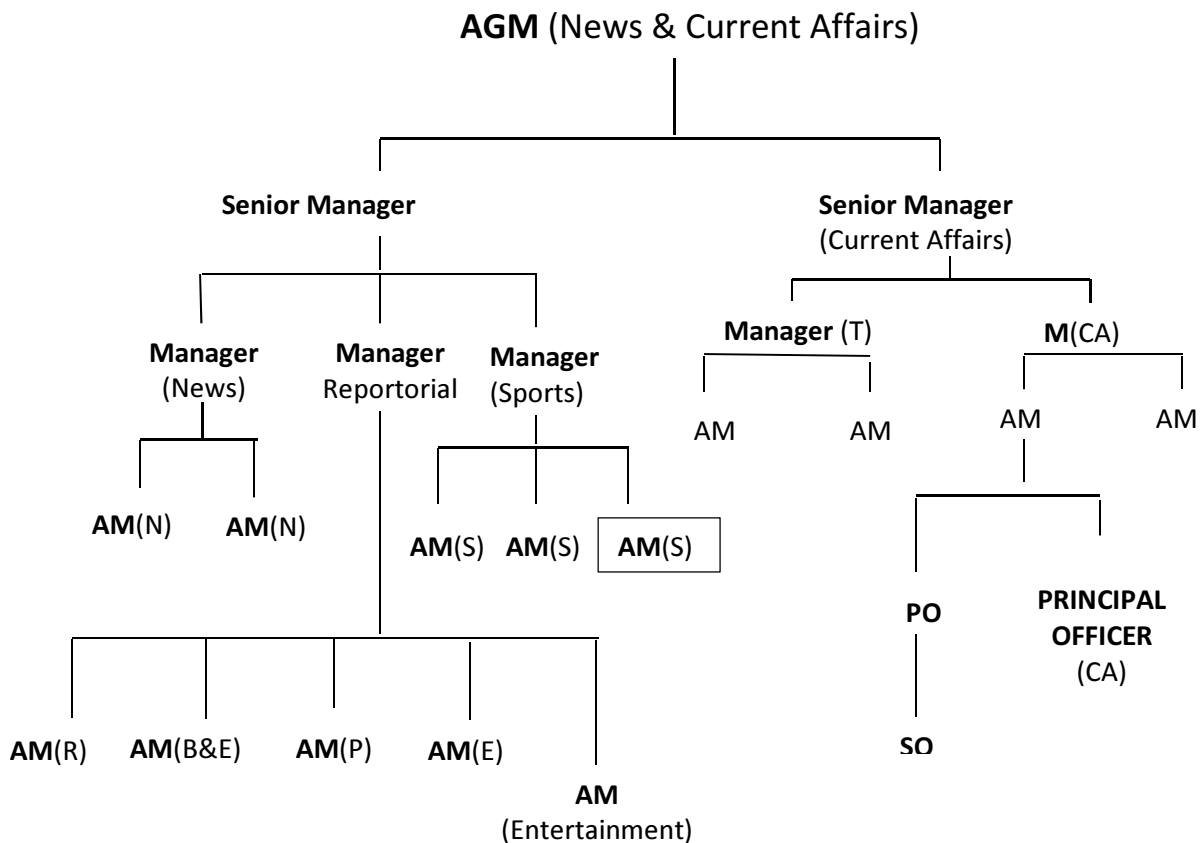 AGM (News & Current Affairs)
Senior Manager
Senior Manager
(Current Affairs)
Manager
(News)
Manager
Reportorial
Manager
(Sports)
Manager (T)
M(CA)
AM
AM
AM
AM
AM(N)
AM(N)
AM(S)
AM(S)
AM(S)
PO
PRINCIPAL
OFFICER
(CA)
SO
AM(R)
AM(B&E)
AM(P)
AM(E)
AM
(Entertainment)